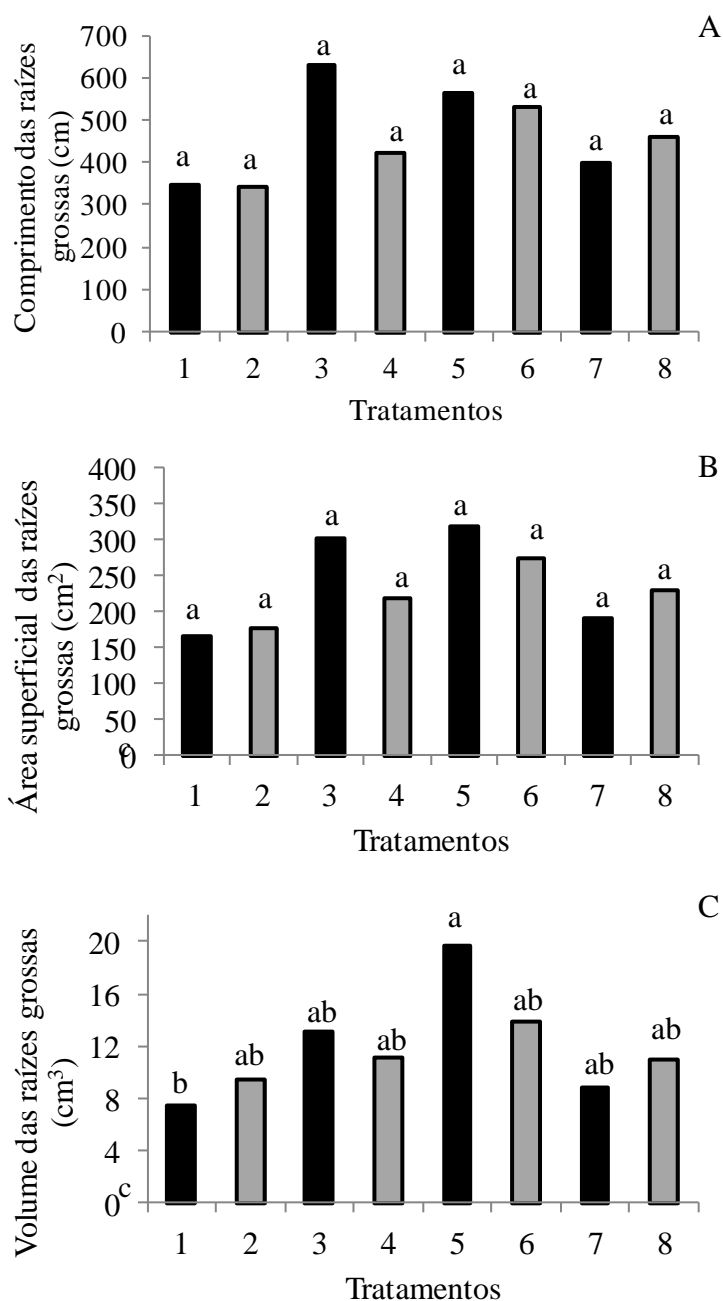 A
Comprimento das raízes
grossas (cm)
700
600
500
400
300
200
100
0
a a a a a a a a
1 2 3 4 5 6 7 8
Tratamentos
B
Área superficial das raízes
grossas (cm²)
400
350
300
250
200
150
100
50
0
c
a a a a a a a a
1 2 3 4 5 6 7 8
Tratamentos
C
Volume das raízes grossas
(cm³)
20
16
12
8
4
0
c
b ab ab ab a ab ab ab
1 2 3 4 5 6 7 8
Tratamentos